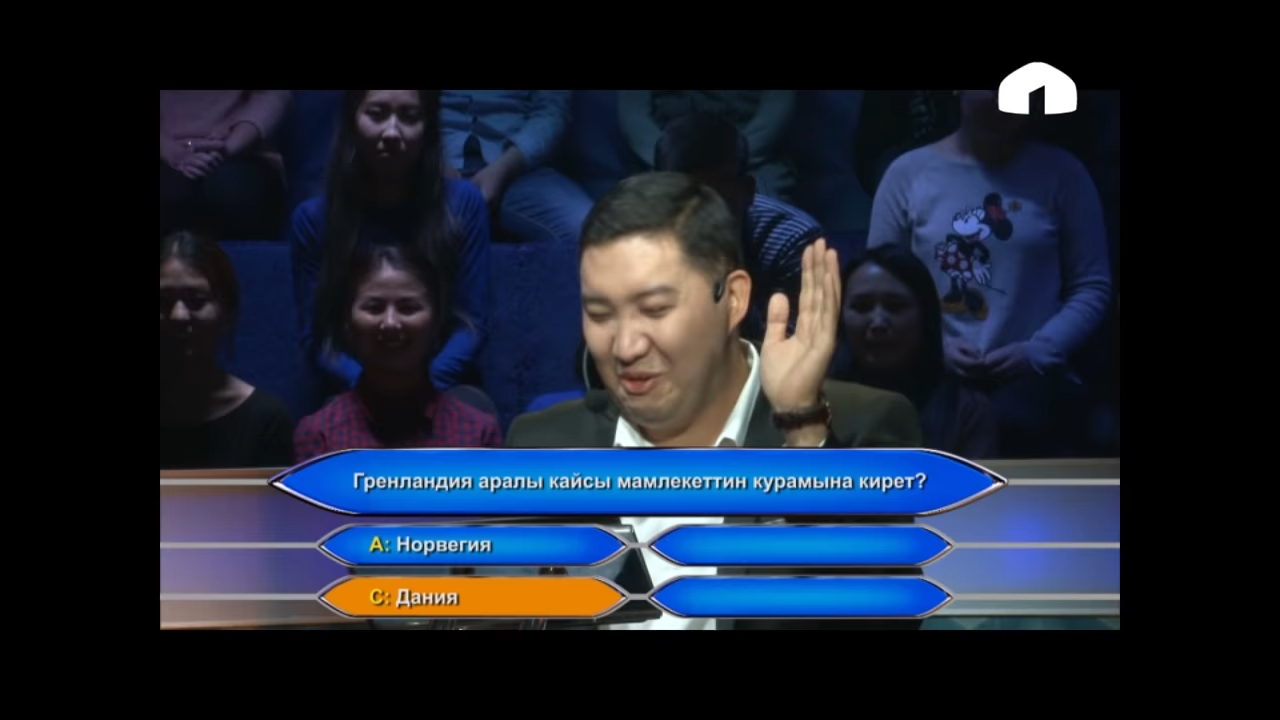 Гренландия аралы кайсы мамлекеттин курамына кирет?
A: Норвегия
C: Дания